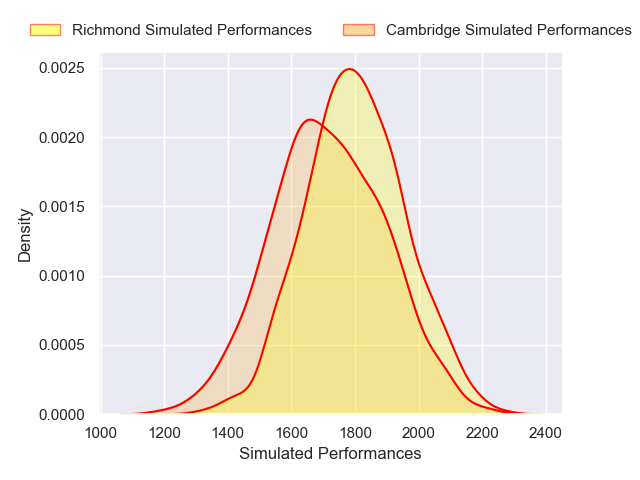 Richmond Simulated Performances Cambridge Simulated Performances
0.0025
0.0020
0.0015
0.0010
0.0005
0.0000
Density
1000 1200 1400 1600 1800 2000 2200 2400
Simulated Performances